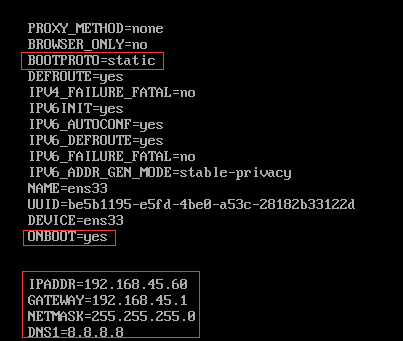 PROXY_METHOD=none
BROWSER_ONLY=no
BOOTPROTO=static
DEFROUTE=yes
IPV4_FAILURE_FATAL=no
IPV6INIT=yes
IPV6_AUTOCONF=yes
IPV6_DEFROUTE=yes
IPV6_FAILURE_FATAL=no
IPV6_ADDR_GEN_MODE=stable-privacy
NAME=ens33
UUID=be5b1195-e5fd-4be0-a53c-28182b33122d
DEVICE=ens33
ONBOOT=yes
IPADDR=192.168.45.60
GATEWAY=192.168.45.1
NETMASK=255.255.255.0
DNS1=8.8.8.8